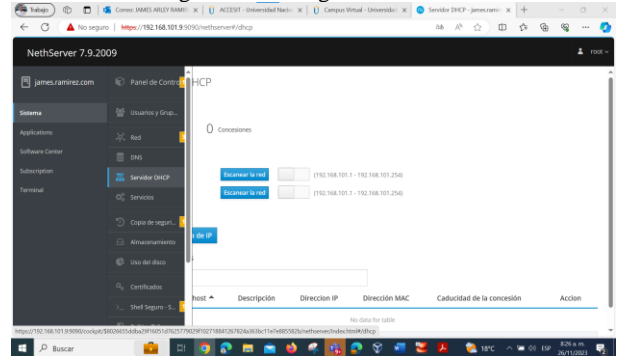 Trabajo
Correo: JAMES ARLEY RAMIR
ACCESIT - Universidad Nacio
Campus Virtual - Universida
Servidor DHCP - james.rami
No seguro
https://192.168.101.9:9090/nethserver#/dhcp
NethServer 7.9.2009
root
james.ramirez.com
Panel de Control
DHCP
Sistema
Usuarios y Grup...
Applications
Red
0 Concesiones
Software Center
DNS
Subscription
Servidor DHCP
Escanear la red
(192.168.101.1 - 192.168.101.254)
Terminal
Servicios
Escanear la red
(192.168.101.1 - 192.168.101.254)
Copia de seguri...
Almacenamiento
a de IP
Uso del disco
Certificados
host
Descripción
Direccion IP
Dirección MAC
Caducidad de la concesión
Accion
Shell Seguro - S...
No data for table
Buscar
18°C
ESP
8:26 a. m.
26/11/2023